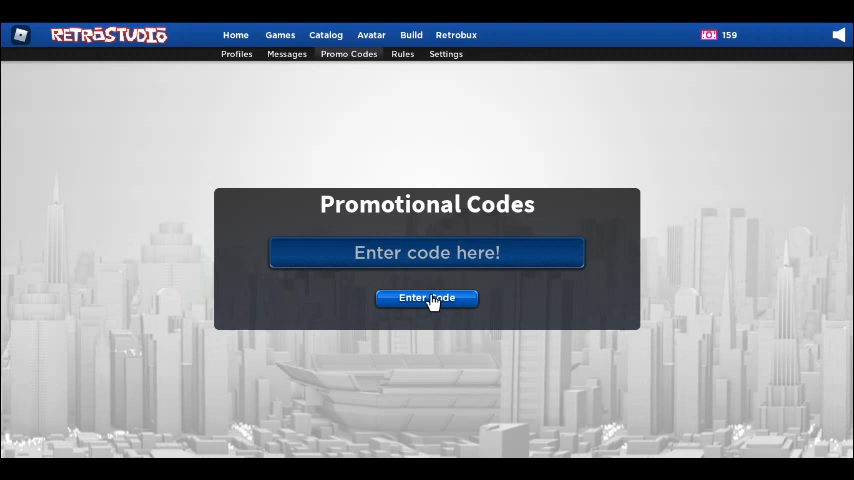 RETROSTUDIO Home Games Catalog Avatar Build Retrobux 159
Profiles Messages Promo Codes Rules Settings
Promotional Codes
Enter code here!
Enter Code